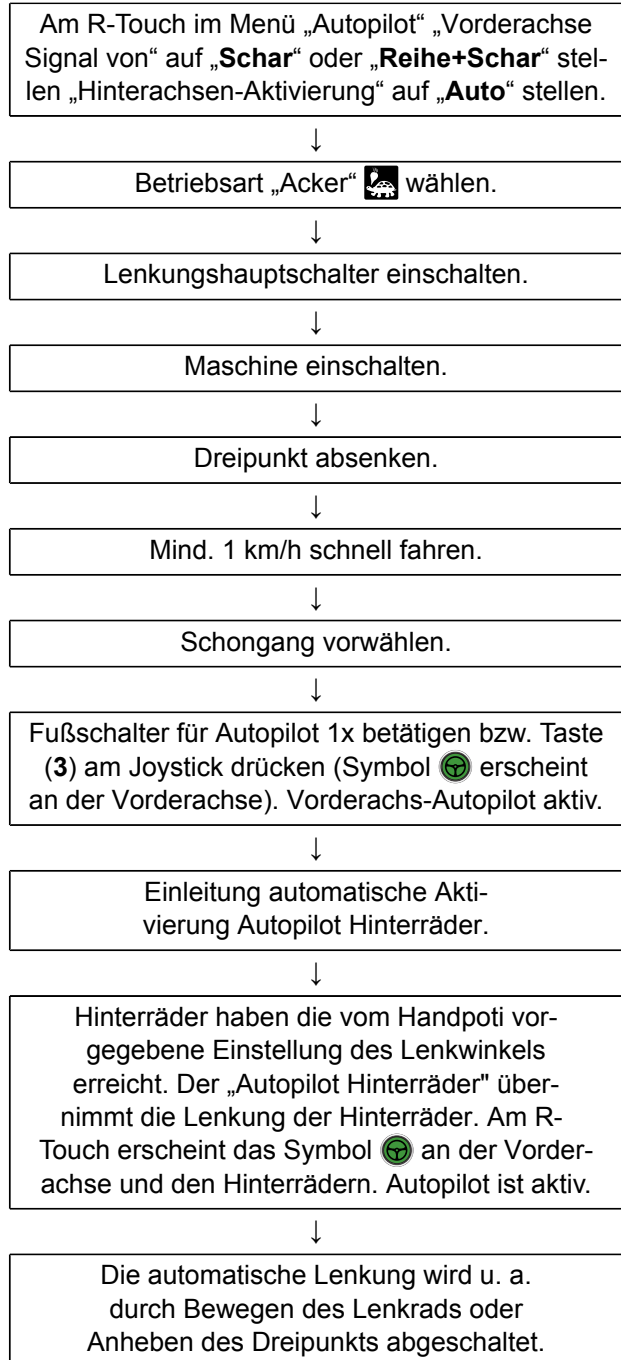 Am R-Touch im Menü „Autopilot“ „Vorderachse
Signal von“ auf „Schar“ oder „Reihe+Schar“ stel-
len „Hinterachsen-Aktivierung“ auf „Auto“ stellen.
↓
Betriebsart „Acker“ wählen.
↓
Lenkungshauptschalter einschalten.
↓
Maschine einschalten.
↓
Dreipunkt absenken.
↓
Mind. 1 km/h schnell fahren.
↓
Schongang vorwählen.
↓
Fußschalter für Autopilot 1x betätigen bzw. Taste
(3) am Joystick drücken (Symbol erscheint
an der Vorderachse). Vorderachs-Autopilot aktiv.
↓
Einleitung automatische Akti-
vierung Autopilot Hinterräder.
↓
Hinterräder haben die vom Handpoti vor-
gegebene Einstellung des Lenkwinkels
erreicht. Der „Autopilot Hinterräder" über-
nimmt die Lenkung der Hinterräder. Am R-
Touch erscheint das Symbol an der Vorder-
achse und den Hinterrädern. Autopilot ist aktiv.
↓
Die automatische Lenkung wird u. a.
durch Bewegen des Lenkrads oder
Anheben des Dreipunkts abgeschaltet.